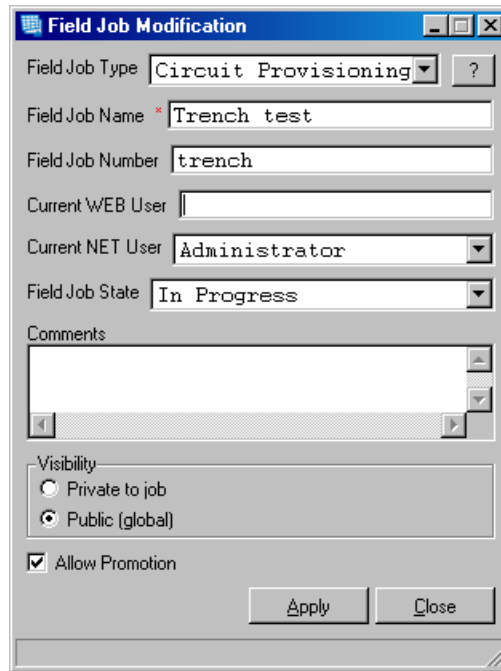 Field Job Modification
Field Job Type Circuit Provisioning ?
Field Job Name * Trench test
Field Job Number trench
Current WEB User
Current NET User Administrator
Field Job State In Progress
Comments
Visibility
Private to job
Public (global)
Allow Promotion
Apply Close